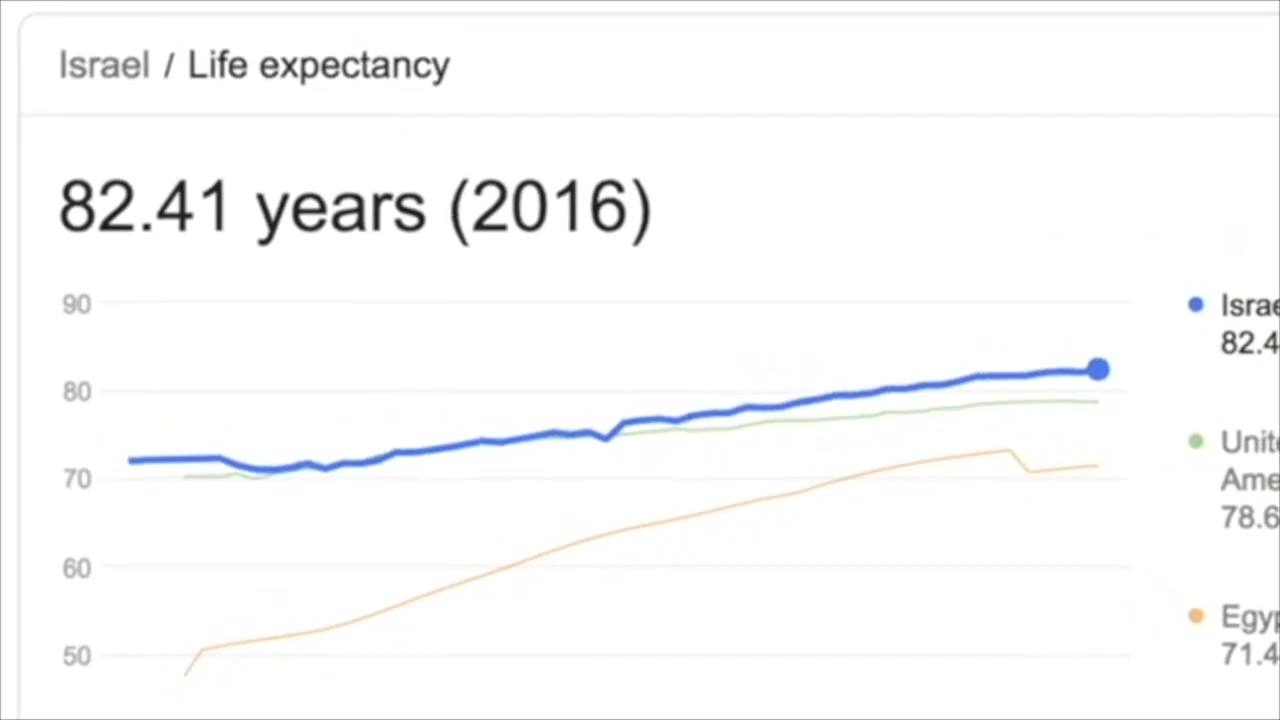 Israel / Life expectancy
82.41 years (2016)
90
80
70
60
50
Israe
82.4
Unite
Ame
78.6
Egyp
71.4